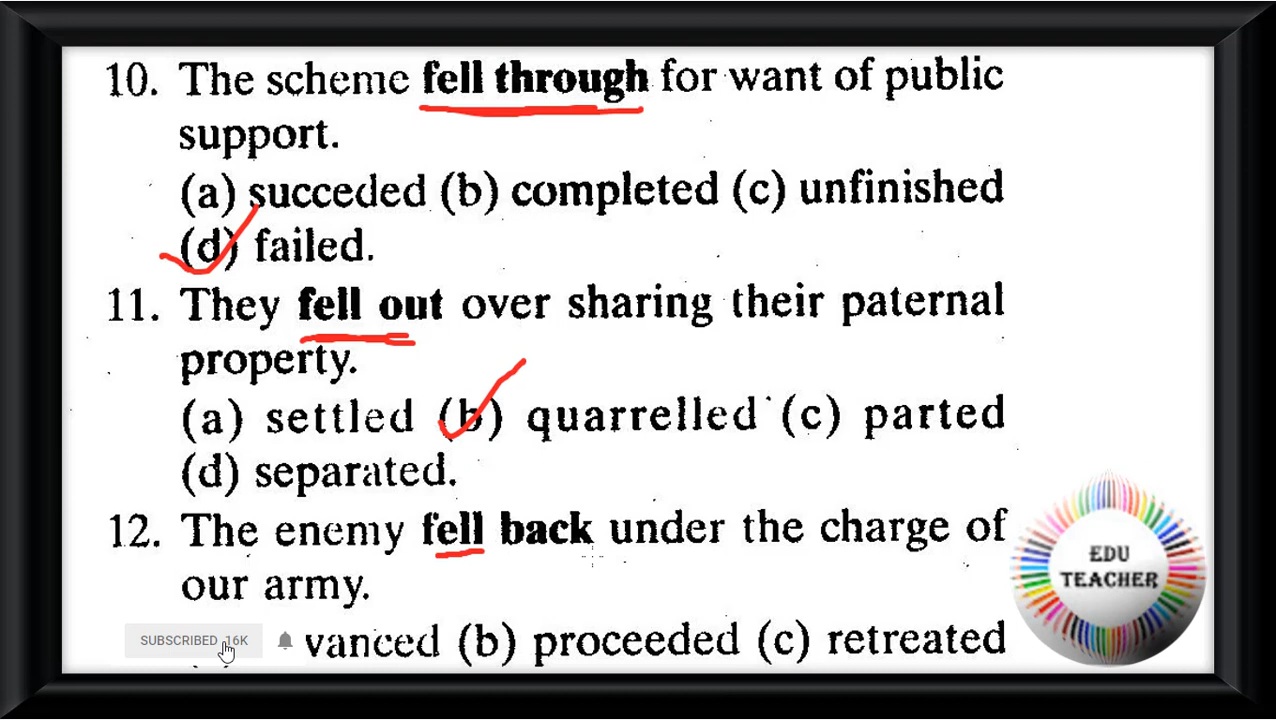 10. The scheme fell through for want of public
support.
(a) succeded (b) completed (c) unfinished
(d) failed.
11. They fell out over sharing their paternal
property.
(a) settled (b) quarrelled (c) parted
(d) separated.
12. The enemy fell back under the charge of
our army.
SUBSCRIBED 16K vanced (b) proceeded (c) retreated
EDU
TEACHER